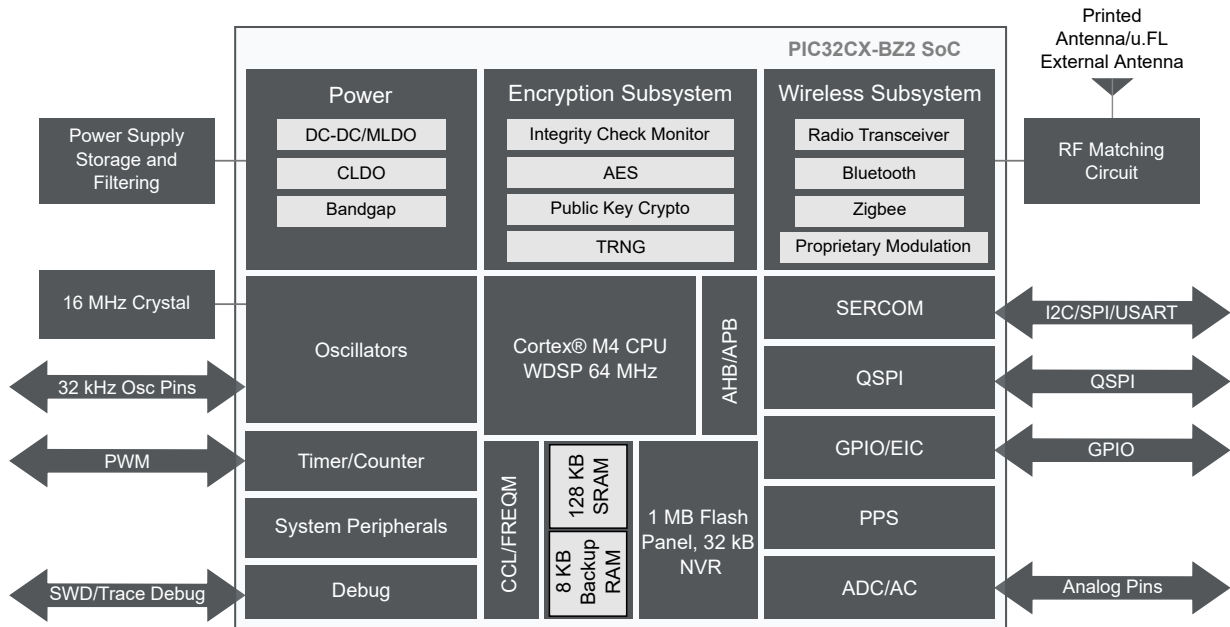 Printed
Antenna/u.FL
External Antenna
PIC32CX-BZ2 SoC
Power Supply
Storage and
Filtering
Power
DC-DC/MLDO
CLDO
Bandgap
Encryption Subsystem
Integrity Check Monitor
AES
Public Key Crypto
TRNG
Wireless Subsystem
Radio Transceiver
Bluetooth
Zigbee
Proprietary Modulation
RF Matching
Circuit
16 MHz Crystal
32 kHz Osc Pins
Oscillators
Cortex® M4 CPU
WDSP 64 MHz
AHB/APB
SERCOM
I2C/SPI/USART
QSPI
QSPI
PWM
Timer/Counter
System Peripherals
SWD/Trace Debug
Debug
CCL/FREQM
128 KB
SRAM
8 KB
Backup
RAM
1 MB Flash
Panel, 32 kB
NVR
GPIO/EIC
GPIO
PPS
ADC/AC
Analog Pins